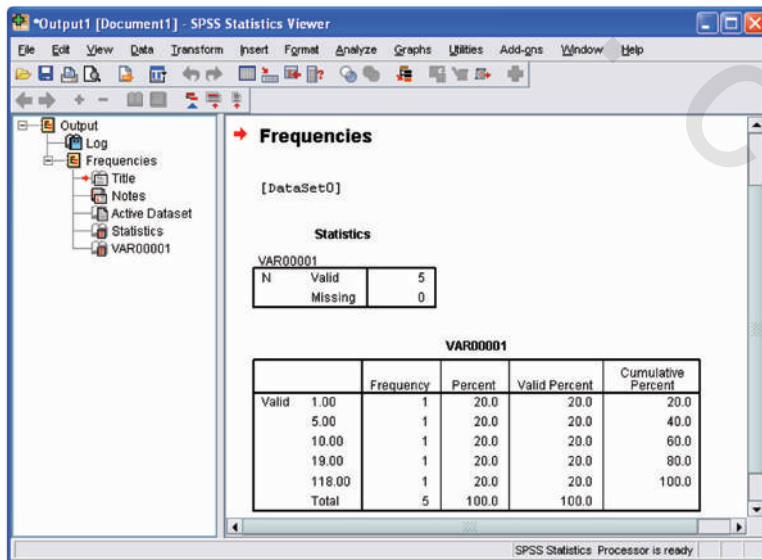 *Output1 [Document1] - SPSS Statistics Viewer
File Edit View Data Transform Insert Format Analyze Graphs Utilities Add-ons Window Help
Output
Log
Frequencies
Title
Notes
Active Dataset
Statistics
VAR00001
Frequencies
[DataSet0]
Statistics
VAR00001
N Valid 5
Missing 0
VAR00001
Frequency Percent Valid Percent Cumulative Percent
Valid 1.00 1 20.0 20.0 20.0
5.00 1 20.0 20.0 40.0
10.00 1 20.0 20.0 60.0
19.00 1 20.0 20.0 80.0
118.00 1 20.0 20.0 100.0
Total 5 100.0 100.0
SPSS Statistics Processor is ready